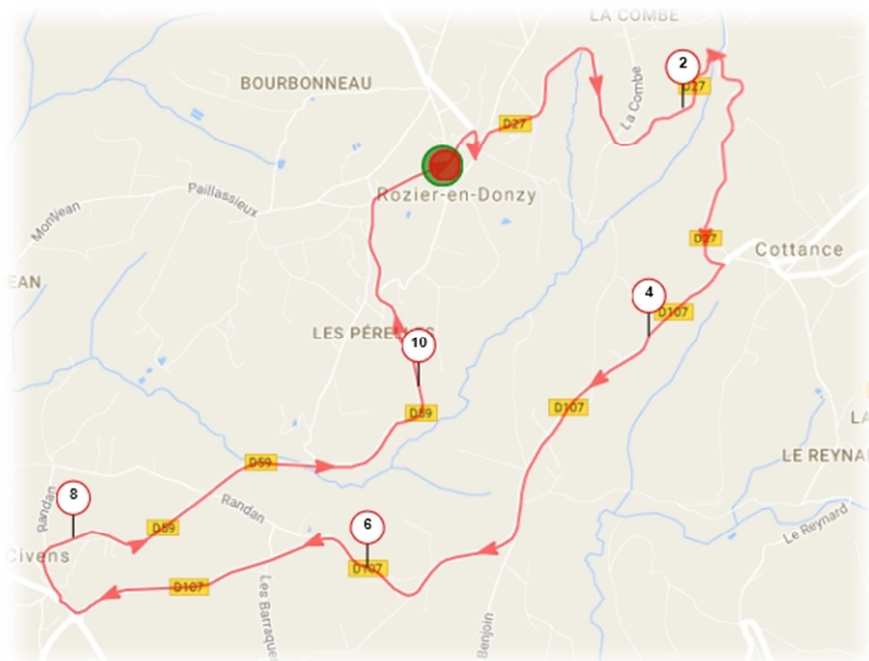 LA COMBE
2
BOURBONNEAU
D27
La Combe
D27
Rozier-en-Donzy
Paillassieux
Montjean
D27
Cottance
EAN
4
D107
LES PÉRELLES
10
D59
D107
LA
D59
LE REYNA
8
Randan
Randan
6
D59
Le Reynard
Civens
D107
D107
Les Barraque
Benjoin